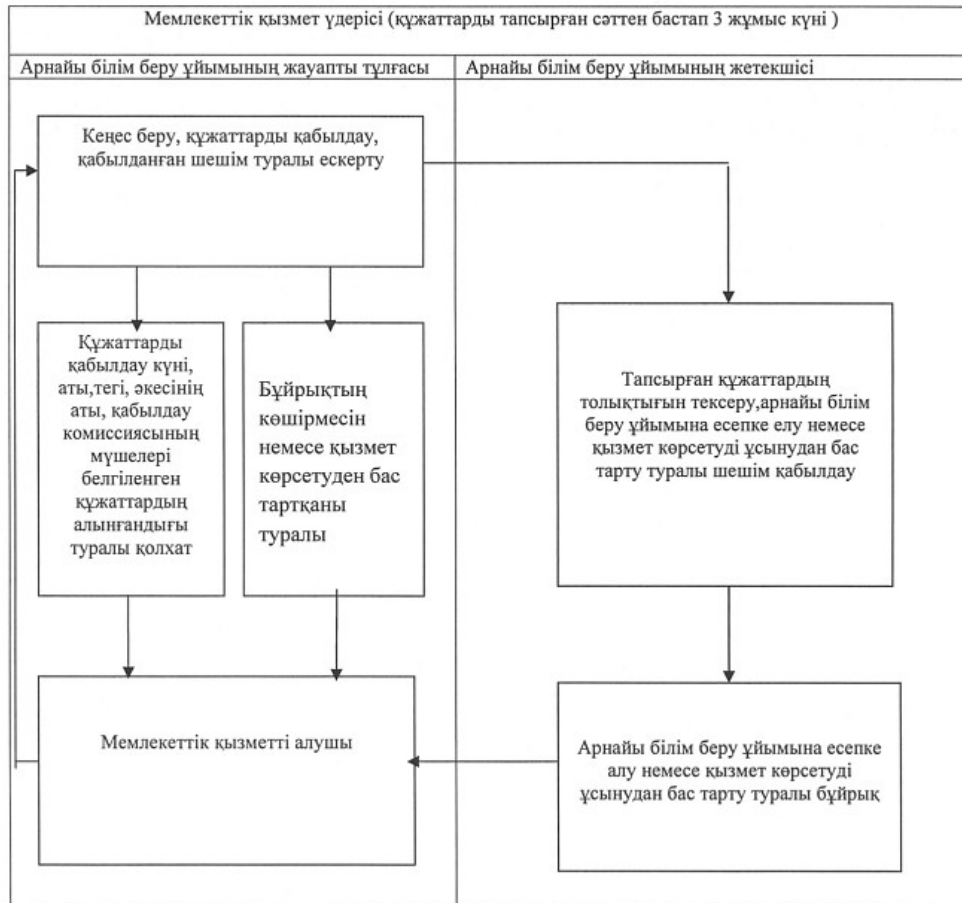 Мемлекеттік қызмет үдерісі (құжаттарды тапсырған сәттен бастап 3 жұмыс күні )
Арнайы білім беру ұйымының жауапты тұлғасы
Арнайы білім беру ұйымының жетекшісі
Кеңес беру, құжаттарды қабылдау,
қабылданған шешім туралы ескерту
Құжаттарды
қабылдау күні,
аты,тегі, әкесінің
аты, қабылдау
комиссиясының
мүшелері
белгіленген
құжаттардың
алынғандығы
туралы қолхат
Бұйрықтың
көшірмесін
немесе қызмет
көрсетуден бас
тартқаны
туралы
Тапсырған құжаттардың
толықтығын тексеру,арнайы білім
беру ұйымына есепке елу немесе
қызмет көрсетуді ұсынудан бас
тарту туралы шешім қабылдау
Мемлекеттік қызметті алушы
Арнайы білім беру ұйымына есепке
алу немесе қызмет көрсетуді
ұсынудан бас тарту туралы бұйрық